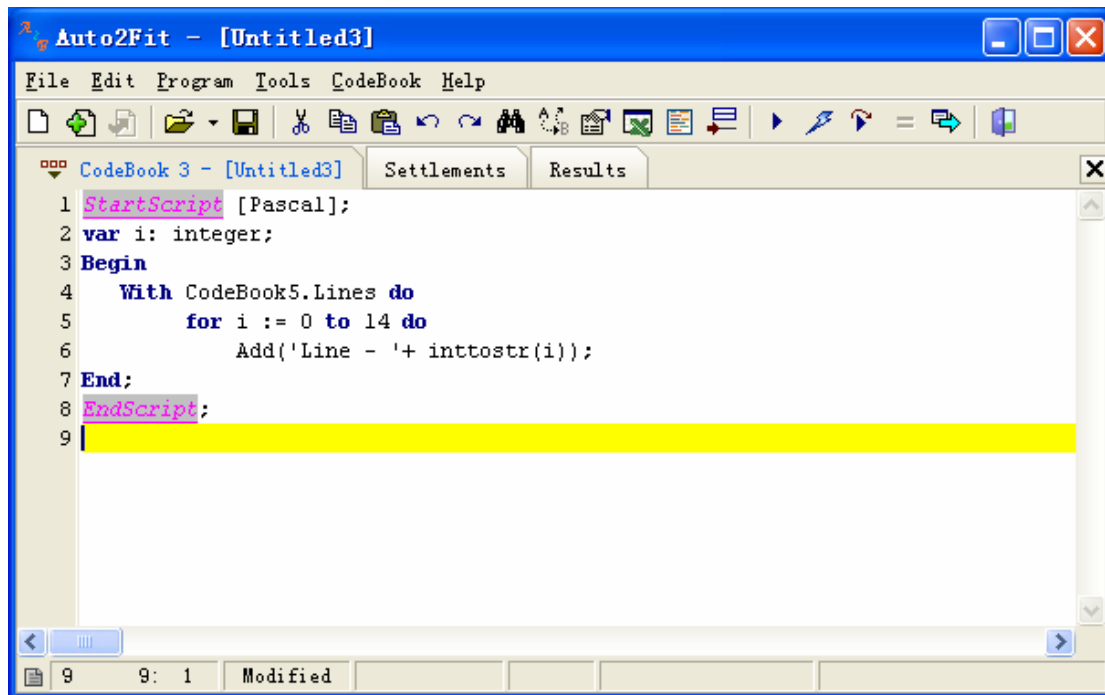 Auto2Fit - [Untitled3]
File Edit Program Tools CodeBook Help
CodeBook 3 - [Untitled3] Settlements Results
1 StartScript [Pascal];
2 var i: integer;
3 Begin
4 With CodeBook5.Lines do
5 for i := 0 to 14 do
6 Add('Line - '+ inttostr(i));
7 End;
8 EndScript;
9
9 9: 1 Modified